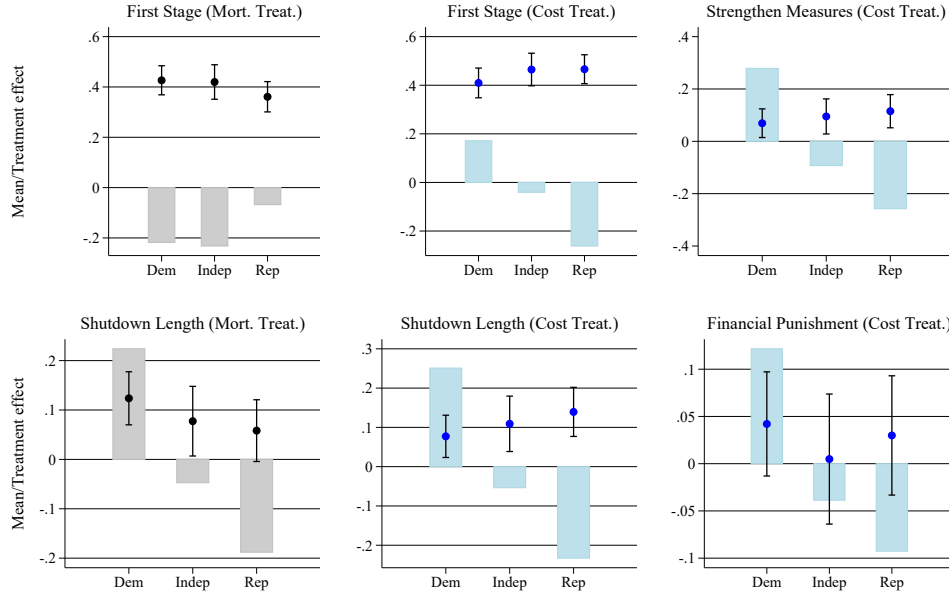 First Stage (Mort. Treat.)
Mean/Treatment effect
.6
.4
.2
0
-.2
Dem Indep Rep
First Stage (Cost Treat.)
.6
.4
.2
0
-.2
Dem Indep Rep
Strengthen Measures (Cost Treat.)
.4
.2
0
-.2
-.4
Dem Indep Rep
Shutdown Length (Mort. Treat.)
Mean/Treatment effect
.2
.1
0
-.1
-.2
Dem Indep Rep
Shutdown Length (Cost Treat.)
.3
.2
.1
0
-.1
-.2
Dem Indep Rep
Financial Punishment (Cost Treat.)
.1
.05
0
-.05
-.1
Dem Indep Rep